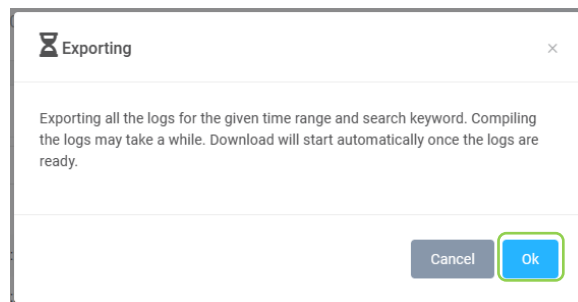 Exporting
×
Exporting all the logs for the given time range and search keyword. Compiling
the logs may take a while. Download will start automatically once the logs are
ready.
Cancel Ok